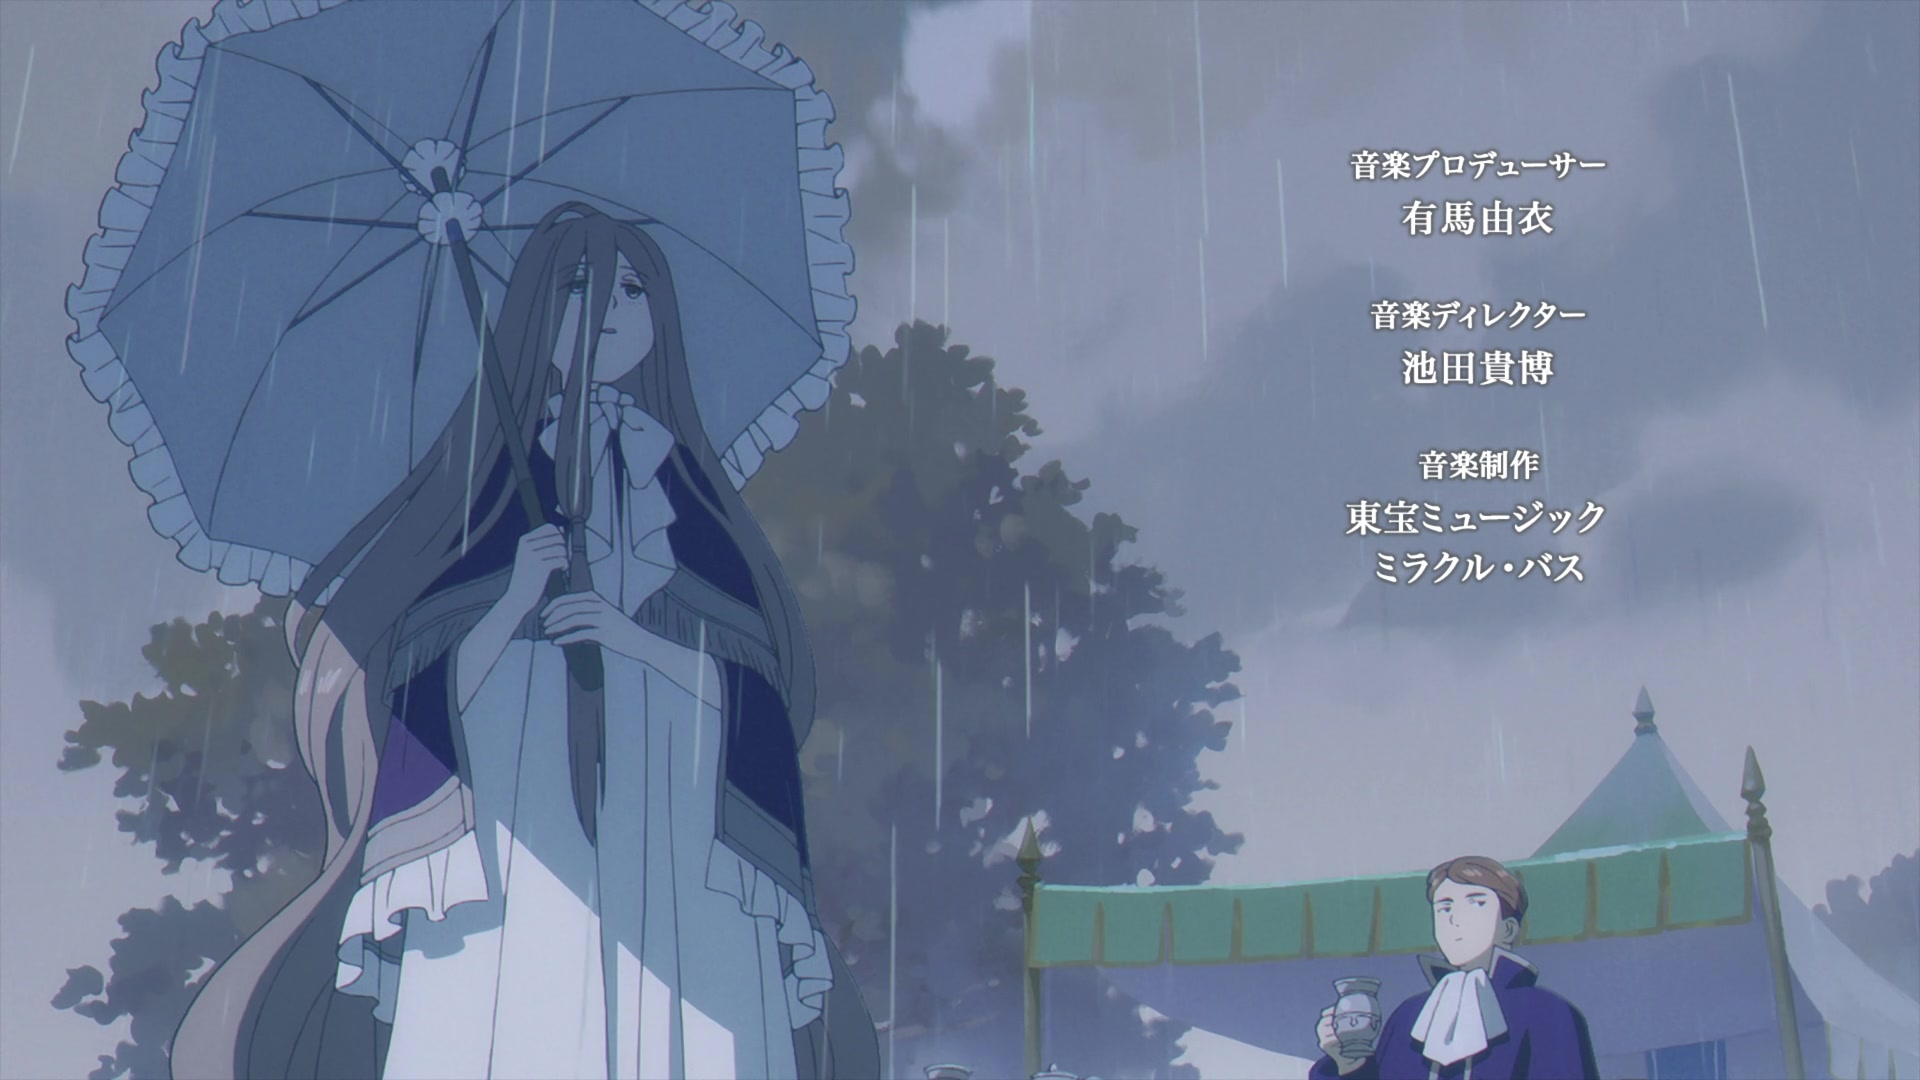 音楽プロデューサー
有馬由衣
音楽ディレクター
池田貴博
音楽制作
東宝ミュージック
ミラクル・バス